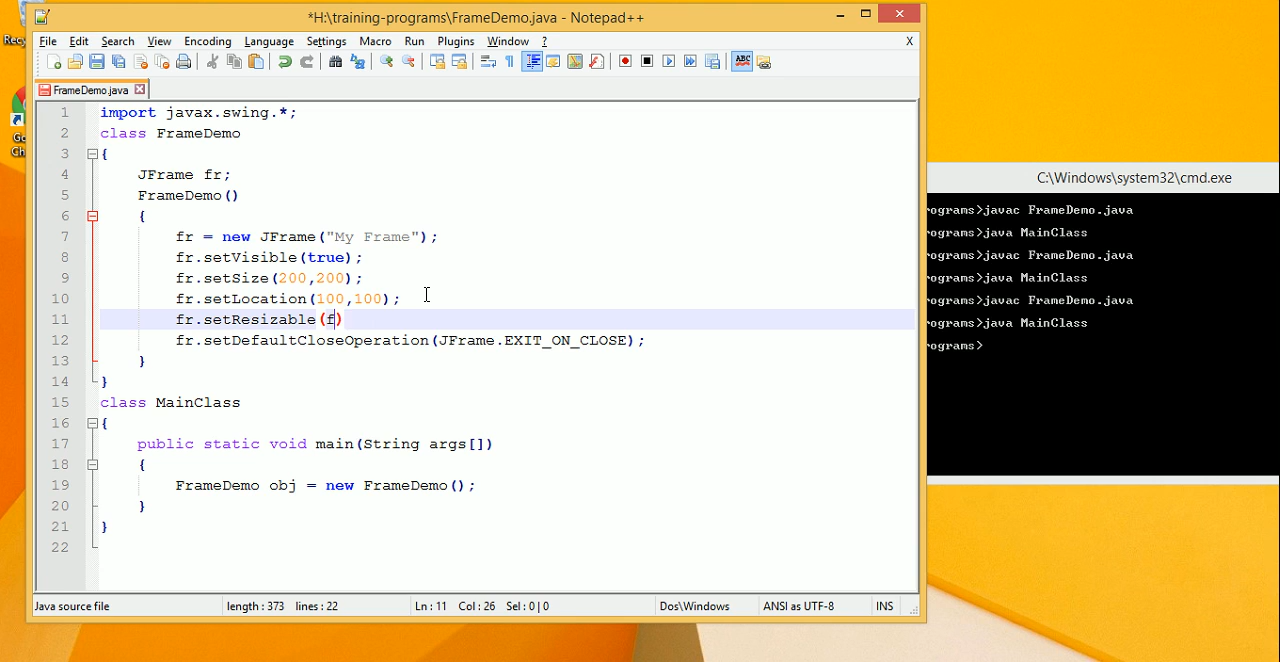 *H:\training-programs\FrameDemo.java - Notepad++
File Edit Search View Encoding Language Settings Macro Run Plugins Window ? X
ABC
FrameDemo.java
1 import javax.swing.*;
2 class FrameDemo
3 {
4 JFrame fr;
5 FrameDemo()
6 {
7 fr = new JFrame("My Frame");
8 fr.setVisible(true);
9 fr.setSize(200,200);
10 fr.setLocation(100,100);
11 fr.setResizable(f)
12 fr.setDefaultCloseOperation(JFrame.EXIT_ON_CLOSE);
13 }
14 }
15 class MainClass
16 {
17 public static void main(String args[])
18 {
19 FrameDemo obj = new FrameDemo();
20 }
21 }
22
Java source file length : 373 lines : 22 Ln : 11 Col : 26 Sel : 0 | 0 Dos\Windows ANSI as UTF-8 INS
Recy
Go
Ch
C:\Windows\system32\cmd.exe
ograms>javac FrameDemo.java
ograms>java MainClass
ograms>javac FrameDemo.java
ograms>java MainClass
ograms>javac FrameDemo.java
ograms>java MainClass
ograms>